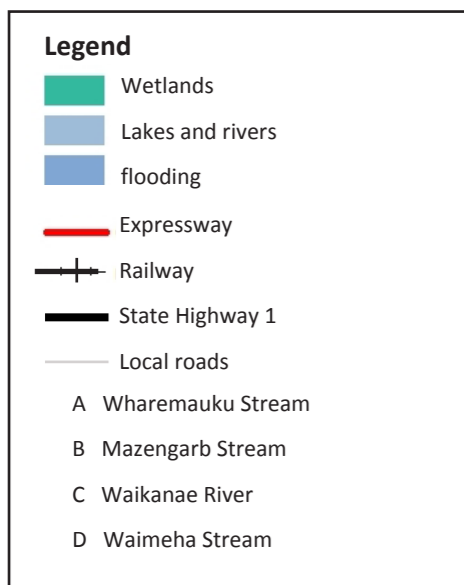 Legend
Wetlands
Lakes and rivers
flooding
Expressway
Railway
State Highway 1
Local roads
A Wharemauku Stream
B Mazengarb Stream
C Waikanae River
D Waimeha Stream